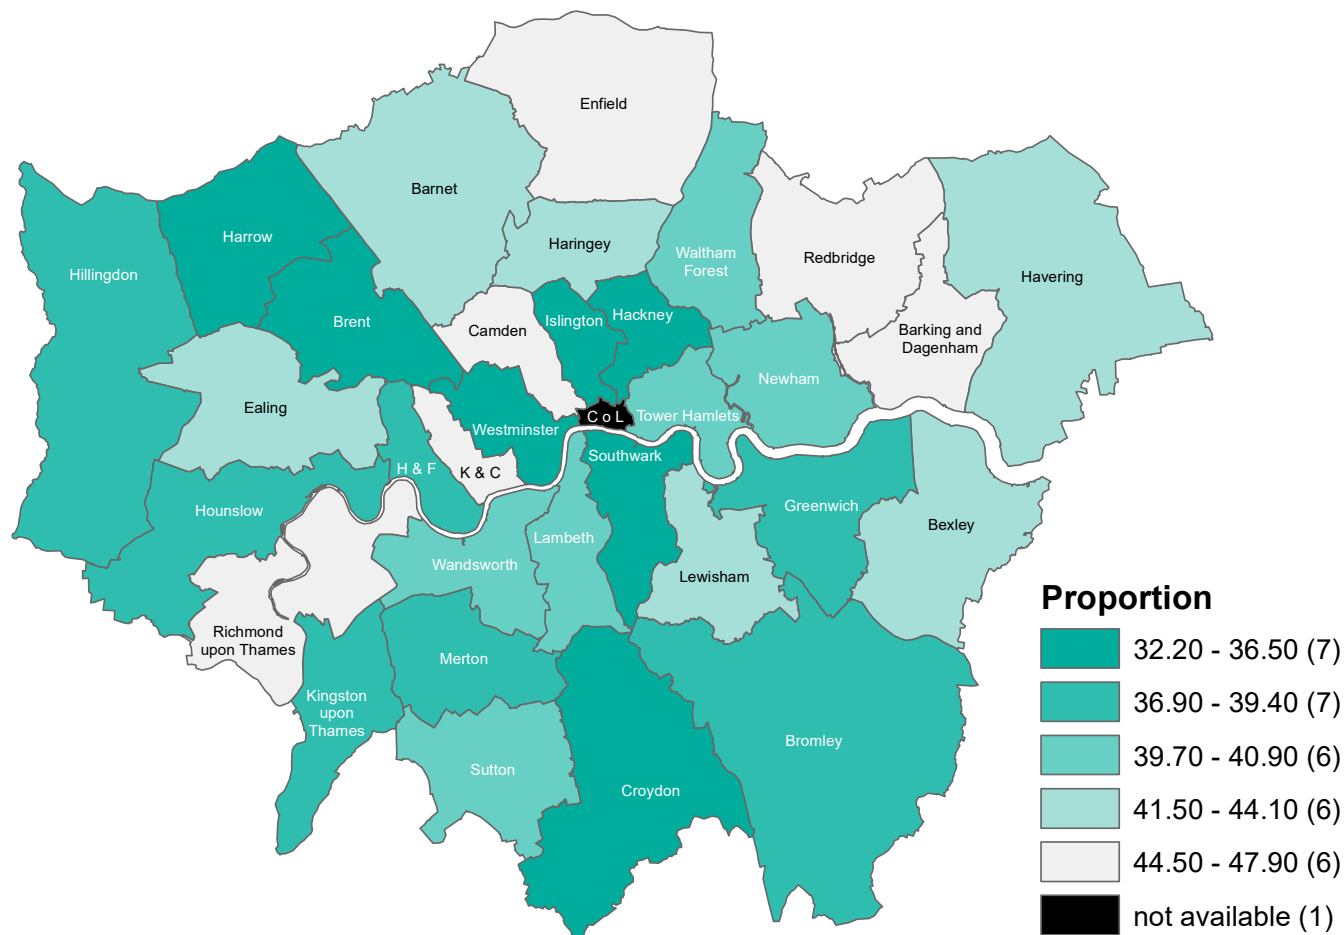 Enfield
Barnet
Harrow
Haringey
Waltham
Forest
Redbridge
Hillingdon
Havering
Brent
Islington
Hackney
Camden
Barking and
Dagenham
Newham
Ealing
Westminster
C o L
Tower Hamlets
H & F
K & C
Southwark
Hounslow
Greenwich
Bexley
Lambeth
Wandsworth
Lewisham
Richmond
upon Thames
Merton
Kingston
upon
Thames
Bromley
Sutton
Croydon
Proportion
32.20 - 36.50 (7)
36.90 - 39.40 (7)
39.70 - 40.90 (6)
41.50 - 44.10 (6)
44.50 - 47.90 (6)
not available (1)